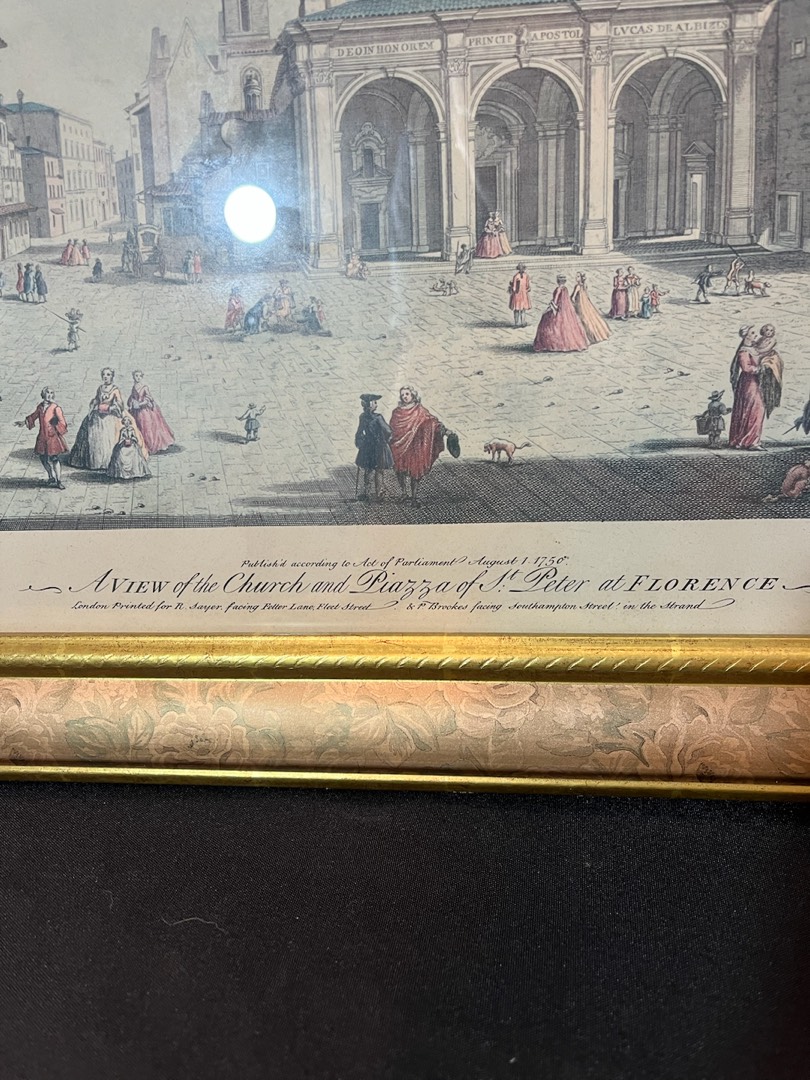 DEO IN HONOREM PRINCIP APOSTOL LVCAS DE ALBIZIS
Publish'd according to Act of Parliament August 1. 1750.
A VIEW of the Church and Piazza of St. Peter at FLORENCE
London Printed for R. Sayer, facing Fetter Lane, Fleet Street & P. Brookes facing Southampton Street, in the Strand